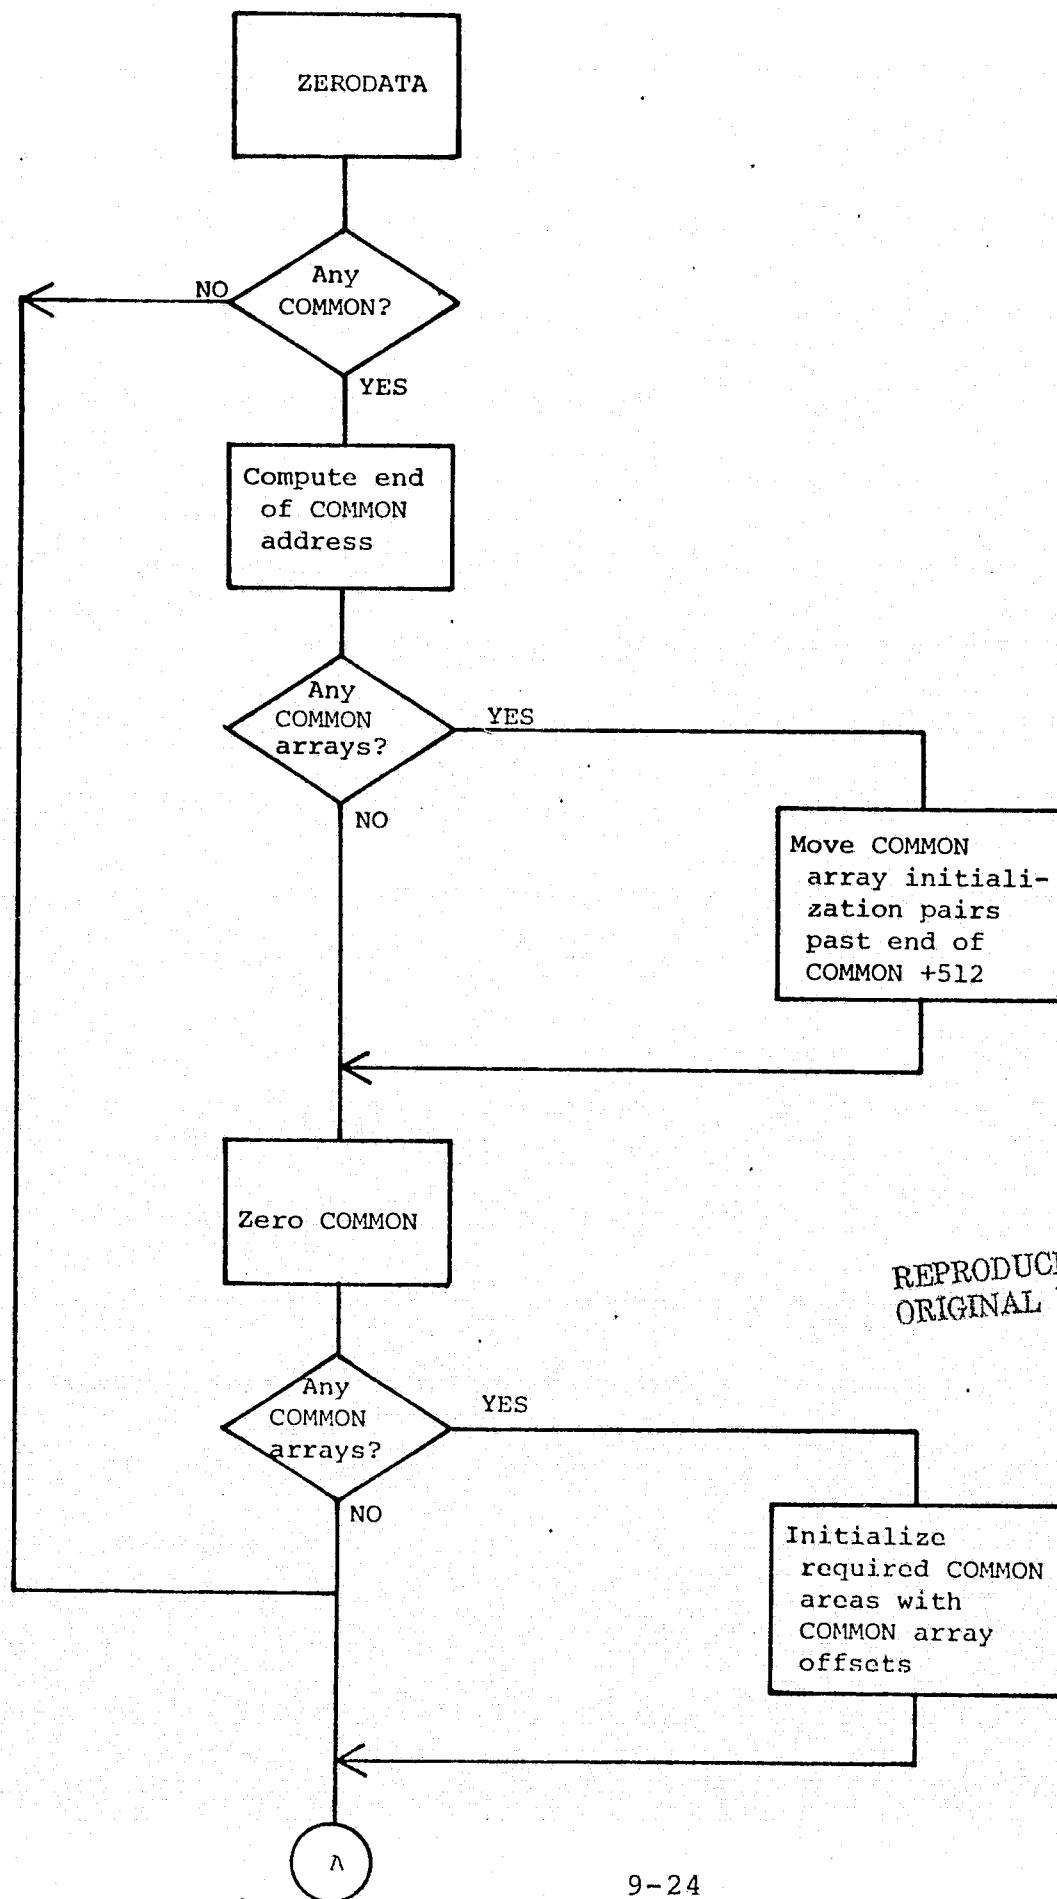 ZERODATA
Any
COMMON?
NO
YES
Compute end
of COMMON
address
Any
COMMON
arrays?
YES
NO
Move COMMON
array initiali-
zation pairs
past end of
COMMON +512
Zero COMMON
REPRODUCI
ORIGINAL
Any
COMMON
arrays?
YES
NO
Initialize
required COMMON
areas with
COMMON array
offsets
A
9-24